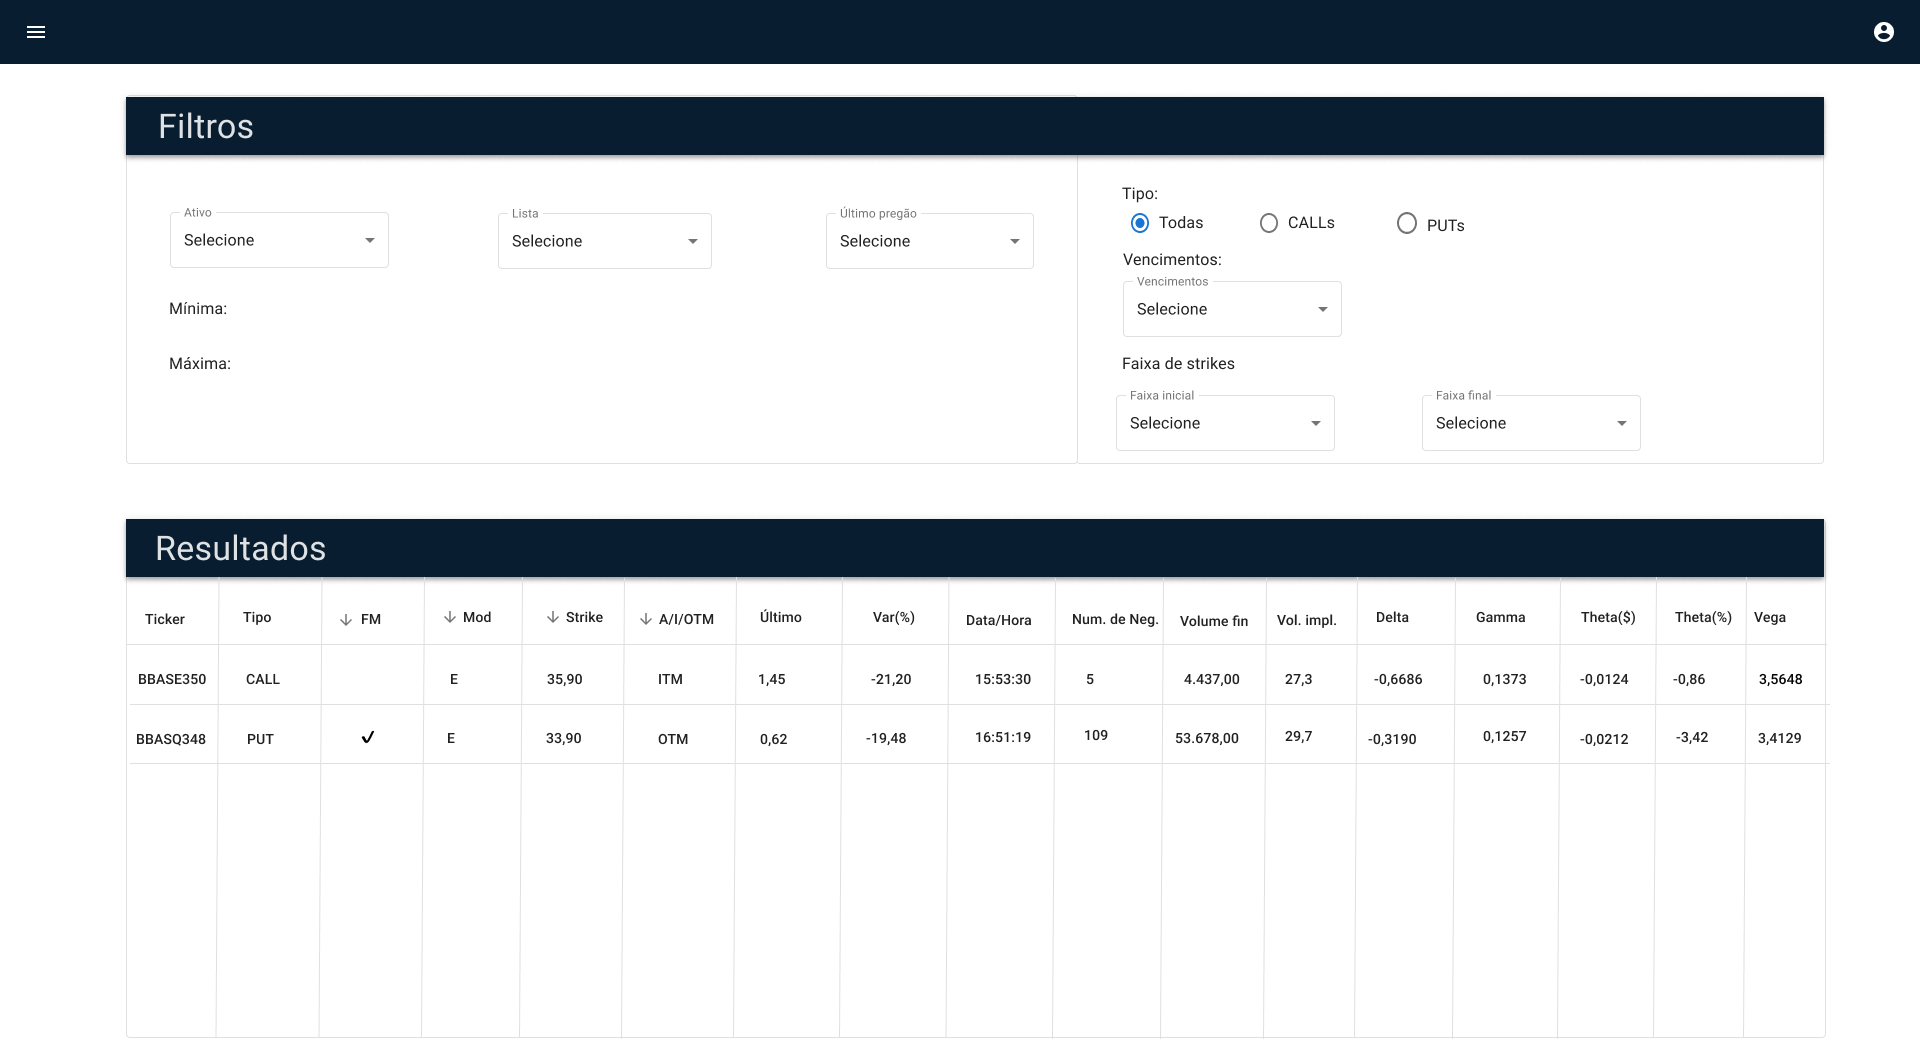 Filtros
Ativo
Selecione
Lista
Selecione
Último pregão
Selecione
Mínima:
Máxima:
Tipo:
Todas CALLs PUTs
Vencimentos:
Vencimentos
Selecione
Faixa de strikes
Faixa inicial
Selecione
Faixa final
Selecione
Resultados
Ticker Tipo FM Mod Strike A/I/OTM Último Var(%) Data/Hora Num. de Neg. Volume fin Vol. impl. Delta Gamma Theta($) Theta(%) Vega
BBASE350 CALL E 35,90 ITM 1,45 -21,20 15:53:30 5 4.437,00 27,3 -0,6686 0,1373 -0,0124 -0,86 3,5648
BBASQ348 PUT ✓ E 33,90 OTM 0,62 -19,48 16:51:19 109 53.678,00 29,7 -0,3190 0,1257 -0,0212 -3,42 3,4129